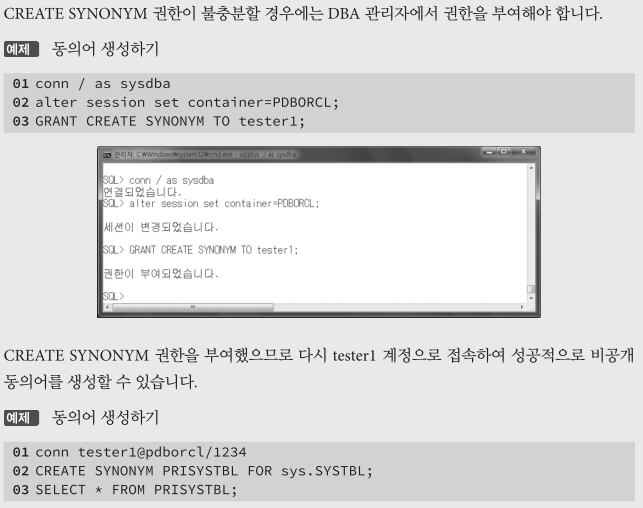 CREATE SYNONYM 권한이 불충분할 경우에는 DBA 관리자에서 권한을 부여해야 합니다.
예제 동의어 생성하기
01 conn / as sysdba
02 alter session set container=PDBORCL;
03 GRANT CREATE SYNONYM TO tester1;
관리자: C:\Windows\system32\cmd.exe - sqlplus / as sysdba
SQL> conn / as sysdba
연결되었습니다.
SQL> alter session set container=PDBORCL;
세션이 변경되었습니다.
SQL> GRANT CREATE SYNONYM TO tester1;
권한이 부여되었습니다.
SQL>
CREATE SYNONYM 권한을 부여했으므로 다시 tester1 계정으로 접속하여 성공적으로 비공개
동의어를 생성할 수 있습니다.
예제 동의어 생성하기
01 conn tester1@pdborcl/1234
02 CREATE SYNONYM PRISYSTBL FOR sys.SYSTBL;
03 SELECT * FROM PRISYSTBL;